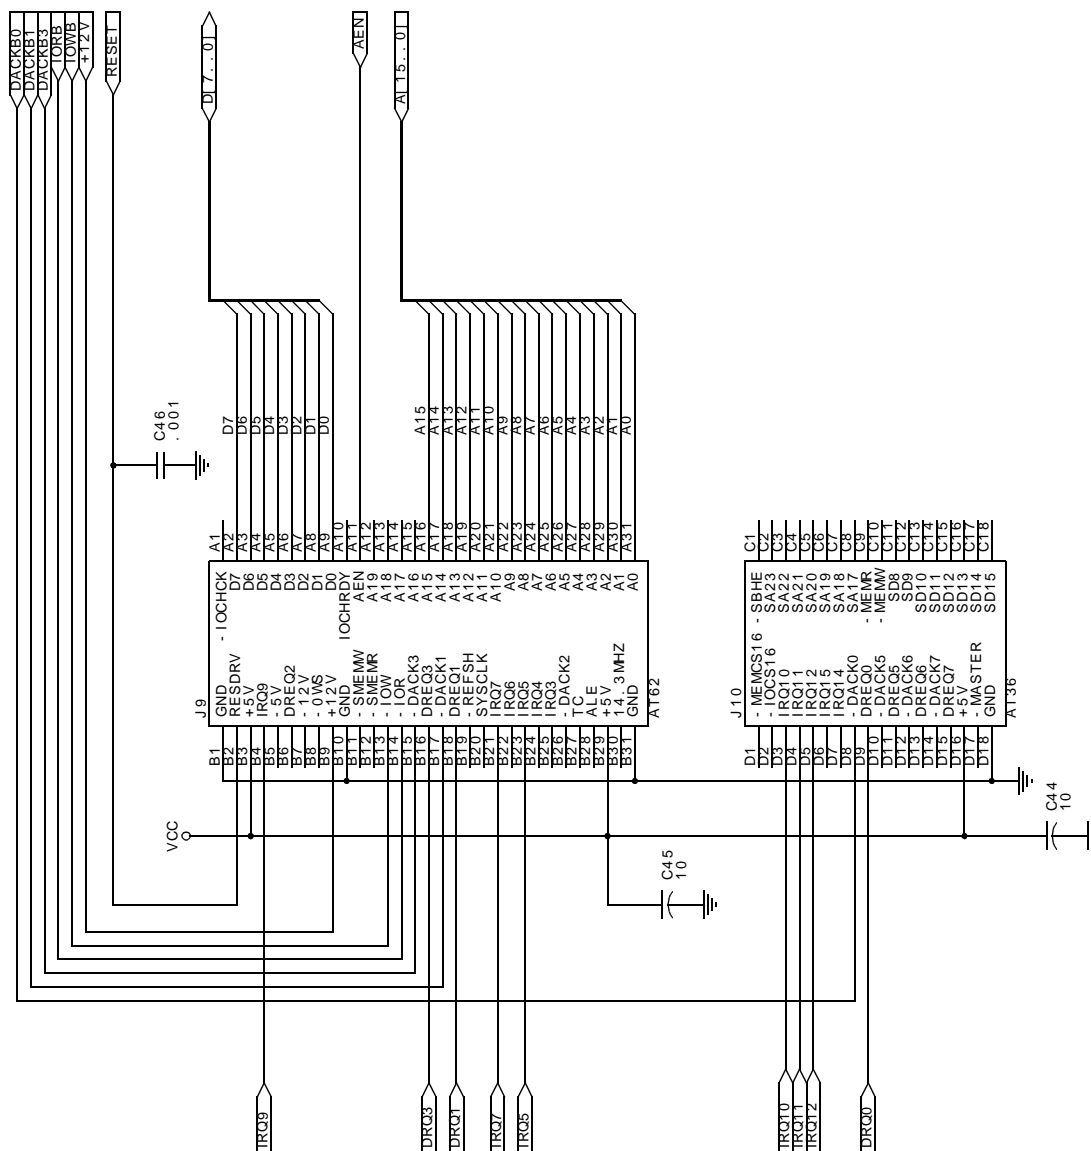 DACKB0
DACKB1
DACKB3
IORB
IOWB
+12V
RESET
D[7..0]
AEN
A[15..0]
C46
.001
D7
D6
D5
D4
D3
D2
D1
D0
A15
A14
A13
A12
A11
A10
A9
A8
A7
A6
A5
A4
A3
A2
A1
A0
A1
A2
A3
A4
A5
A6
A7
A8
A9
A10
A11
A12
A13
A14
A15
A16
A17
A18
A19
A20
A21
A22
A23
A24
A25
A26
A27
A28
A29
A30
A31
-IOCHCK
D7
D6
D5
D4
D3
D2
D1
D0
IOCHRDY
AEN
A19
A18
A17
A16
A15
A14
A13
A12
A11
A10
A9
A8
A7
A6
A5
A4
A3
A2
A1
A0
J9
GND
RESDRV
+5V
IRQ9
-5V
DREQ2
-12V
-0WS
+12V
GND
-SMEMW
-SMEMR
-IOW
-IOR
-DACK3
DREQ3
-DACK1
DREQ1
-REFSH
SYSCLK
IRQ7
IRQ6
IRQ5
IRQ4
IRQ3
-DACK2
TC
ALE
+5V
14.3MHZ
GND
AT62
B1
B2
B3
B4
B5
B6
B7
B8
B9
B10
B11
B12
B13
B14
B15
B16
B17
B18
B19
B20
B21
B22
B23
B24
B25
B26
B27
B28
B29
B30
B31
C1
C2
C3
C4
C5
C6
C7
C8
C9
C10
C11
C12
C13
C14
C15
C16
C17
C18
-SBHE
SA23
SA22
SA21
SA20
SA19
SA18
SA17
-MEMR
-MEMW
SD8
SD9
SD10
SD11
SD12
SD13
SD14
SD15
J10
-MEMCS16
-IOCS16
IRQ10
IRQ11
IRQ12
IRQ15
IRQ14
-DACK0
DREQ0
-DACK5
DREQ5
-DACK6
DREQ6
-DACK7
DREQ7
+5V
-MASTER
GND
AT36
D1
D2
D3
D4
D5
D6
D7
D8
D9
D10
D11
D12
D13
D14
D15
D16
D17
D18
VCC
C45
10
C44
10
IRQ9
DRQ3
DRQ1
IRQ7
IRQ5
IRQ10
IRQ11
IRQ12
DRQ0